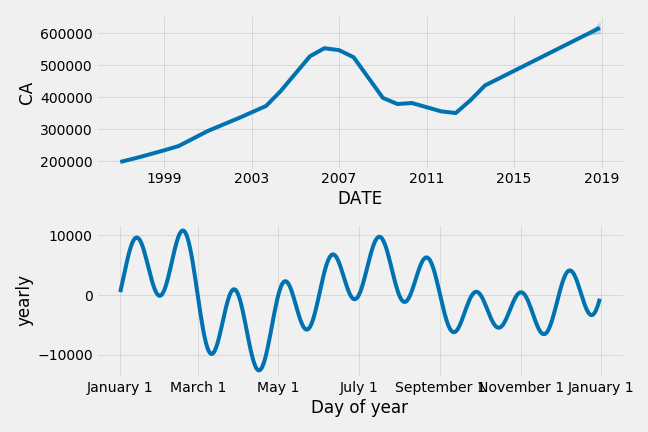 600000
500000
400000
300000
200000
CA
1999 2003 2007 2011 2015 2019
DATE
10000
0
−10000
yearly
January 1 March 1 May 1 July 1 September 1 November 1 January 1
Day of year